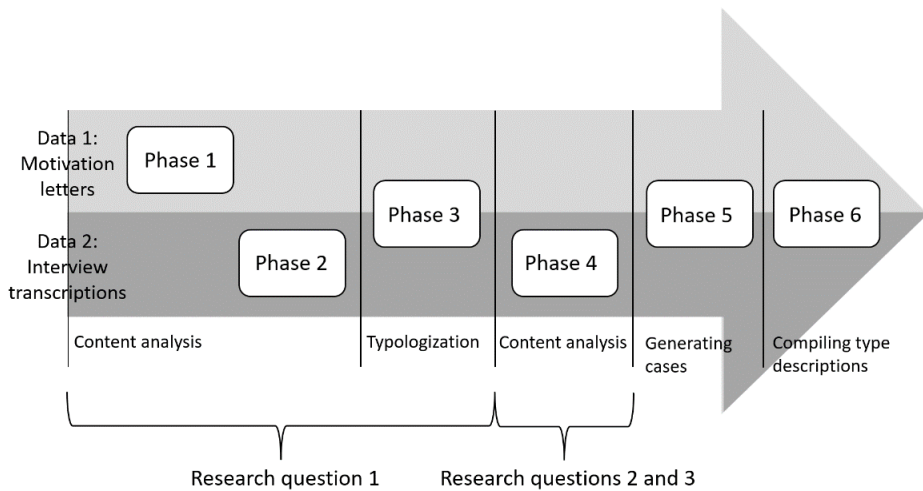 Data 1:
Motivation
letters
Phase 1
Phase 2
Phase 3
Phase 4
Phase 5
Phase 6
Data 2:
Interview
transcriptions
Content analysis
Typologization
Content analysis
Generating
cases
Compiling type
descriptions
Research question 1
Research questions 2 and 3